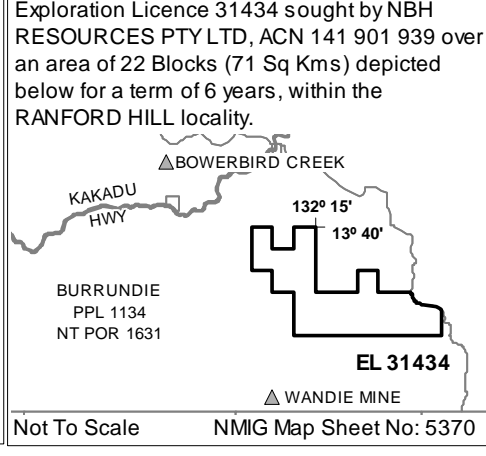 Exploration Licence 31434 sought by NBH
RESOURCES PTY LTD, ACN 141 901 939 over
an area of 22 Blocks (71 Sq Kms) depicted
below for a term of 6 years, within the
RANFORD HILL locality.
BOWERBIRD CREEK
KAKADU
HWY
132º 15'
13º 40'
BURRUNDIE
PPL 1134
NT POR 1631
EL 31434
WANDIE MINE
Not To Scale NMIG Map Sheet No: 5370